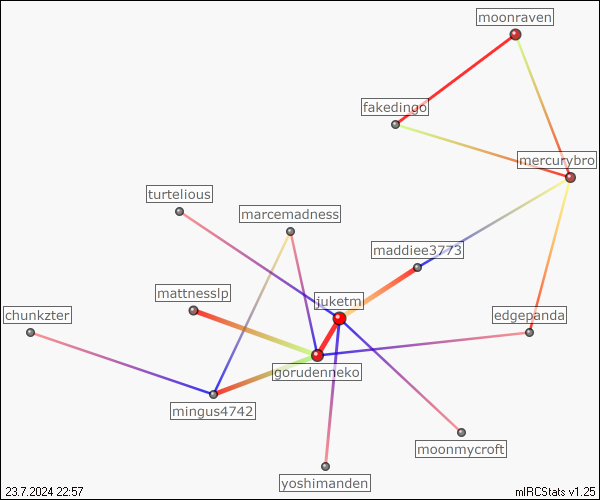 moonraven
fakedingo
mercurybro
turtelious
marcemadness
maddiee3773
mattnesslp
juketm
chunkzter
edgepanda
gorudenneko
mingus4742
moonmycroft
yoshimanden
23.7.2024 22:57
mIRCStats v1.25